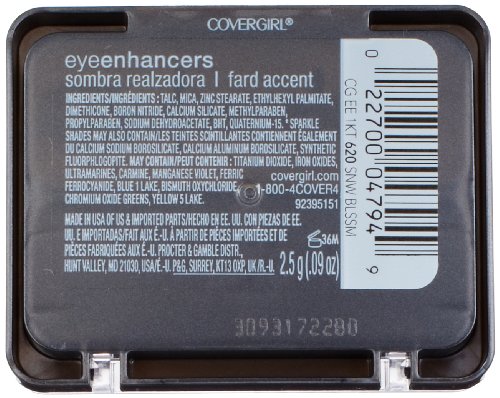 COVERGIRL®
eyeenhancers
sombra realzadora | fard accent
INGREDIENTS/INGRÉDIENTS: TALC, MICA, ZINC STEARATE, ETHYLHEXYL PALMITATE,
DIMETHICONE, BORON NITRIDE, CALCIUM SILICATE, METHYLPARABEN,
PROPYLPARABEN, SODIUM DEHYDROACETATE, BHT, QUATERNIUM-15. *SPARKLE
SHADES MAY ALSO CONTAIN/LES TEINTES SCINTILLANTES CONTIENNENT ÉGALEMENT
DU CALCIUM SODIUM BOROSILICATE, CALCIUM ALUMINUM BOROSILICATE, SYNTHETIC
FLUORPHLOGOPITE. MAY CONTAIN/PEUT CONTENIR: TITANIUM DIOXIDE, IRON OXIDES,
ULTRAMARINES, CARMINE, MANGANESE VIOLET, FERRIC
FERROCYANIDE, BLUE 1 LAKE, BISMUTH OXYCHLORIDE,
CHROMIUM OXIDE GREENS, YELLOW 5 LAKE.
covergirl.com
1-800-4COVER4
92395151
MADE IN USA OF US & IMPORTED PARTS/HECHO EN EE. UU. CON PIEZAS DE EE.
UU. E IMPORTADAS/FAIT AUX É.-U. À PARTIR DE PIÈCES IMPORTÉES ET DE
PIÈCES FABRIQUÉES AUX É.-U. PROCTER & GAMBLE DISTR.
HUNT VALLEY, MD 21030, USA/É.-U. P&G, SURREY, KT13 0XP, UK/R.-U.
36M
2.5 g (.09 oz)
CG EE 1KT 620 SNW BLSSM
0 22700 04794 9
3093172280